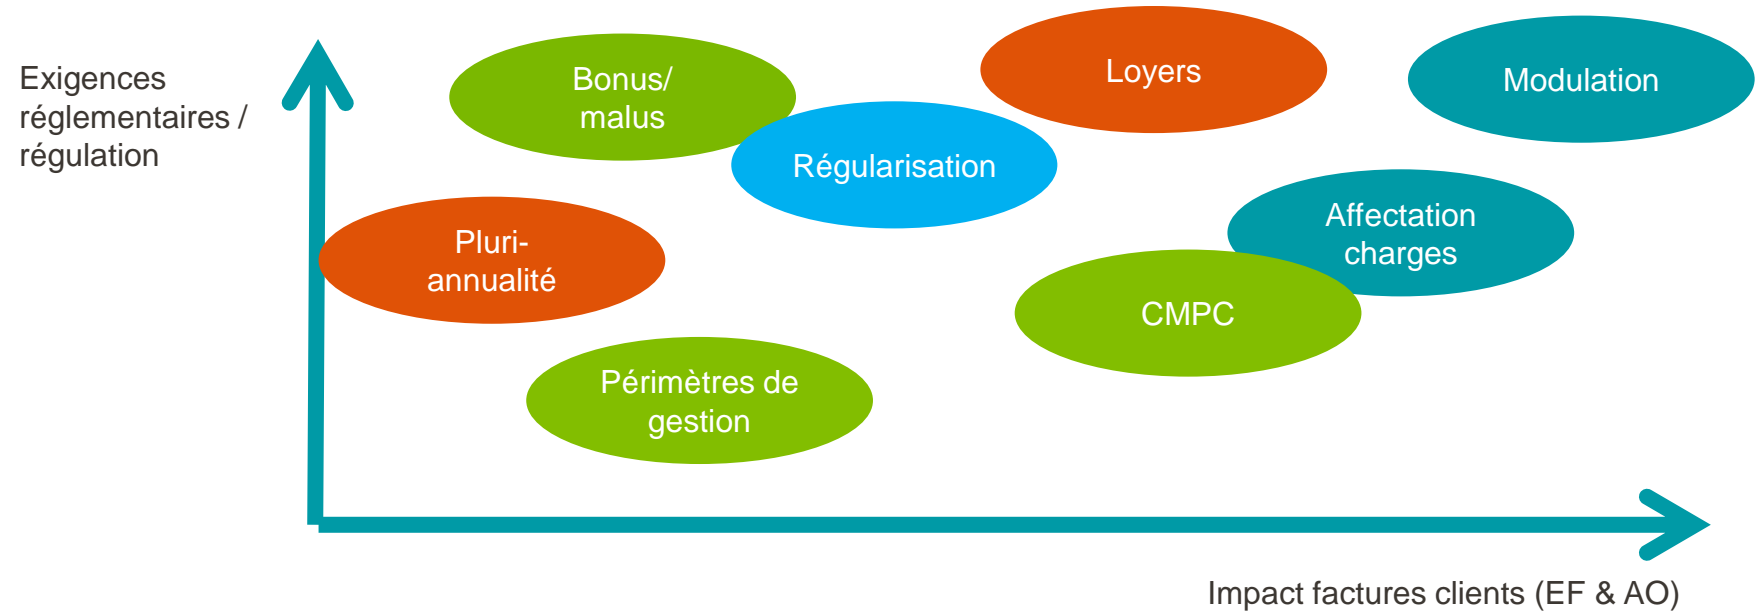 Exigences
réglementaires /
régulation
Bonus/
malus
Loyers
Modulation
Régularisation
Affectation
charges
Pluri-
annualité
CMPC
Périmètres de
gestion
Impact factures clients (EF & AO)